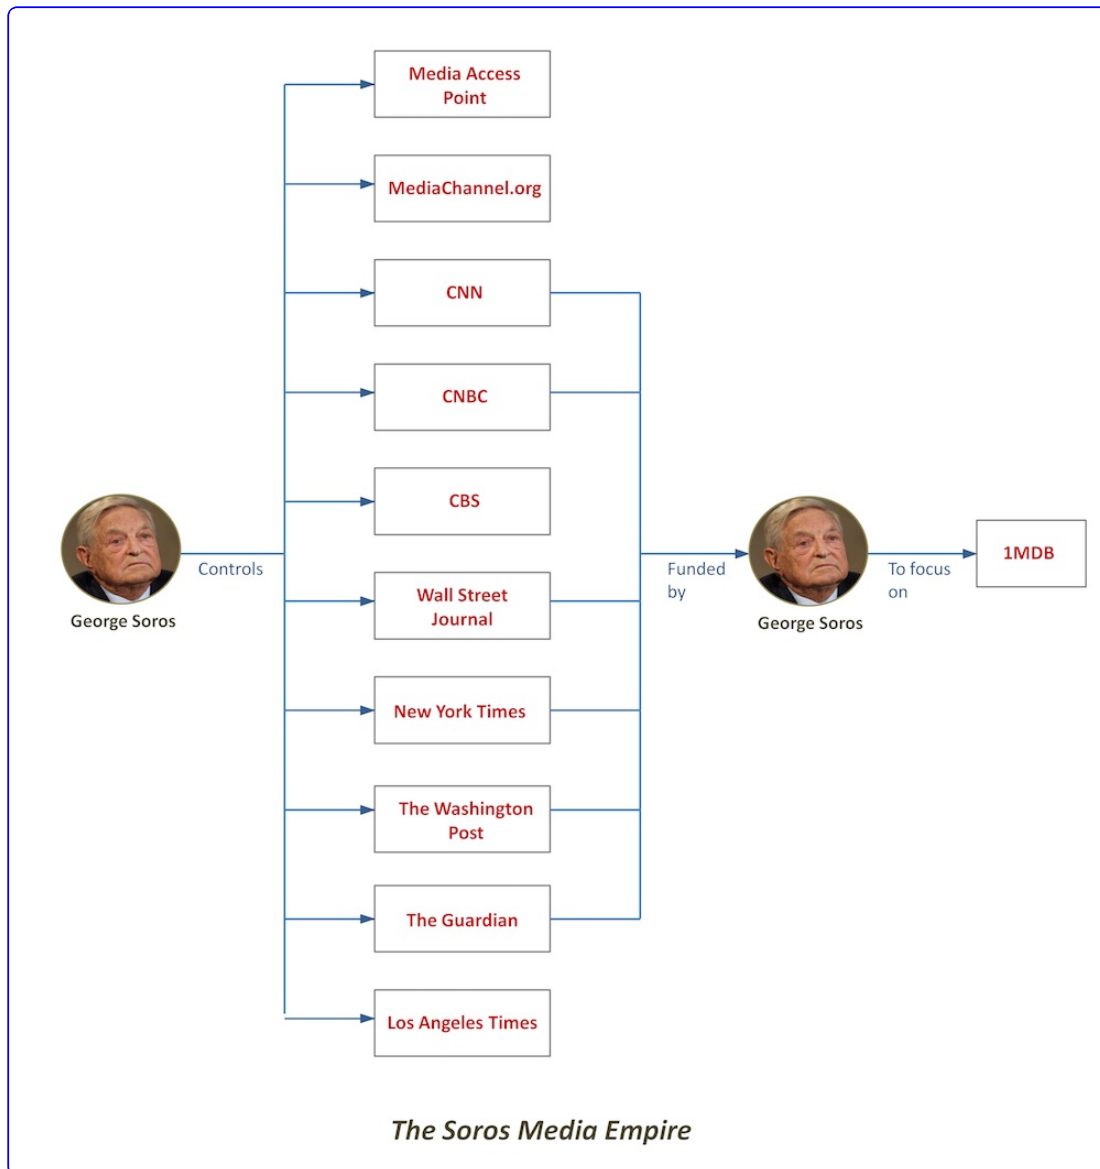 Media Access
Point
MediaChannel.org
CNN
CNBC
CBS
George Soros
Controls
Wall Street
Journal
Funded
by
George Soros
To focus
on
1MDB
New York Times
The Washington
Post
The Guardian
Los Angeles Times
The Soros Media Empire